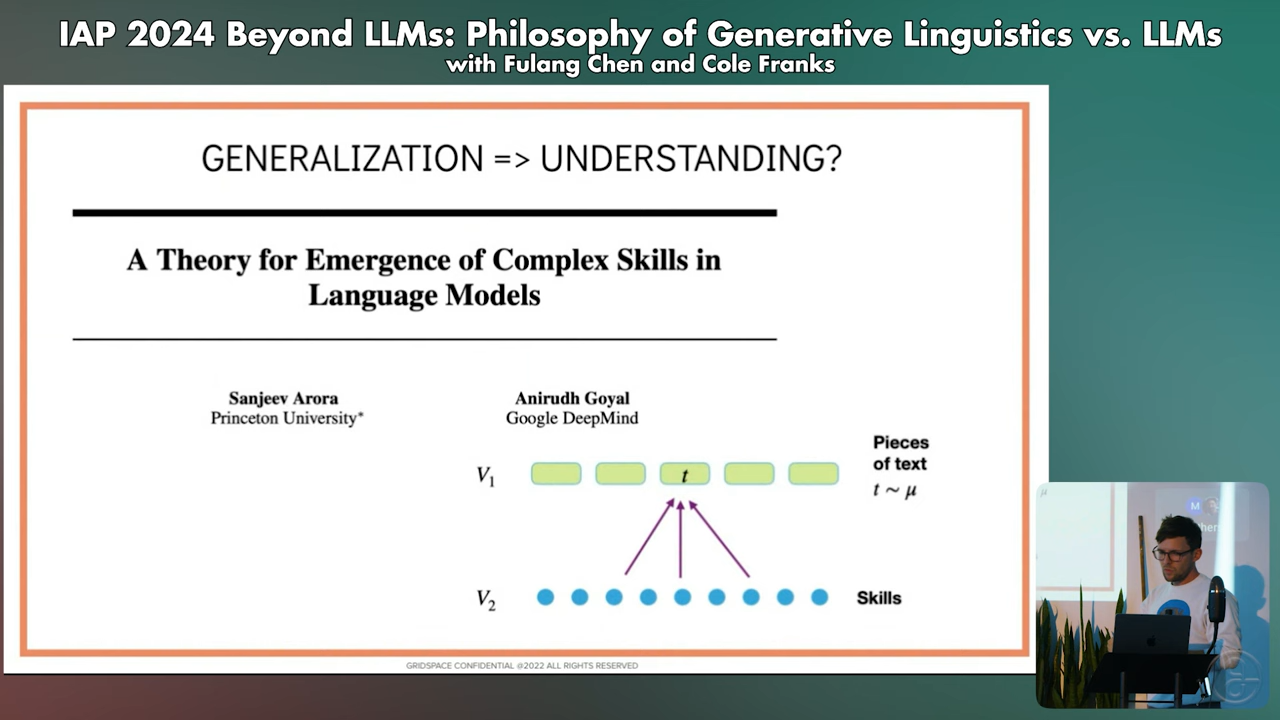 IAP 2024 Beyond LLMs: Philosophy of Generative Linguistics vs. LLMs
with Fulang Chen and Cole Franks
GENERALIZATION => UNDERSTANDING?
A Theory for Emergence of Complex Skills in
Language Models
Sanjeev Arora
Princeton University*
Anirudh Goyal
Google DeepMind
V₁
t
Pieces
of text
t ~ μ
V₂
Skills
GRIDSPACE CONFIDENTIAL @2022 ALL RIGHTS RESERVED
μ
M